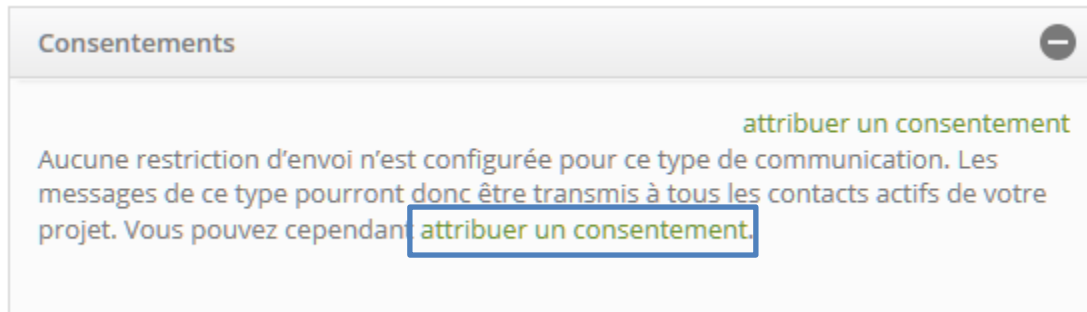 Consentements
attribuer un consentement
Aucune restriction d’envoi n’est configurée pour ce type de communication. Les
messages de ce type pourront donc être transmis à tous les contacts actifs de votre
projet. Vous pouvez cependant attribuer un consentement.